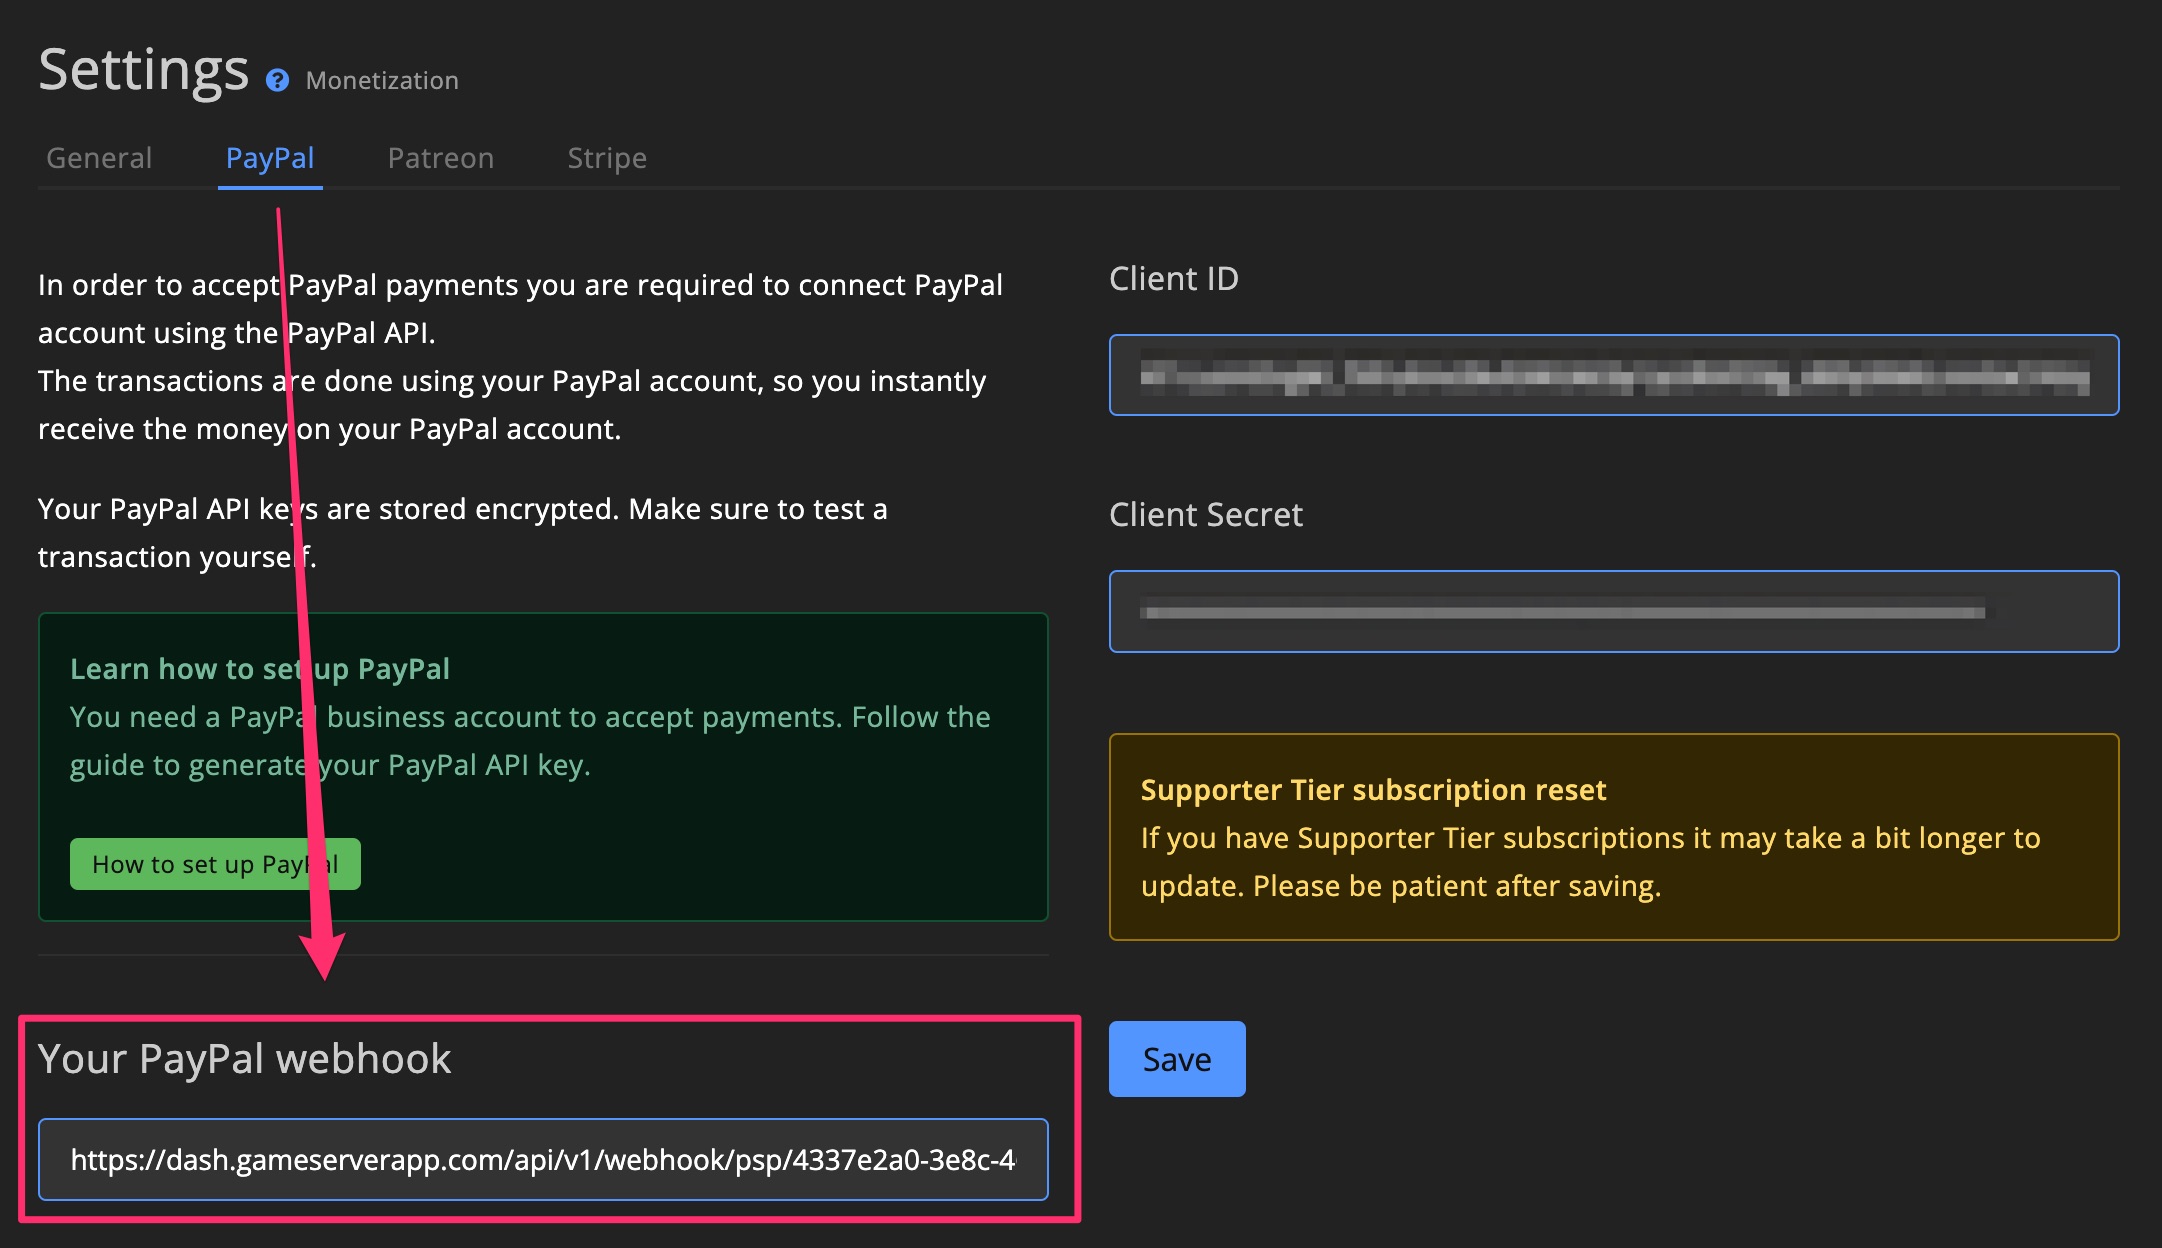 Settings ? Monetization
General PayPal Patreon Stripe
In order to accept PayPal payments you are required to connect PayPal
account using the PayPal API.
The transactions are done using your PayPal account, so you instantly
receive the money on your PayPal account.
Your PayPal API keys are stored encrypted. Make sure to test a
transaction yourself.
Learn how to set up PayPal
You need a PayPal business account to accept payments. Follow the
guide to generate your PayPal API key.
How to set up PayPal
Your PayPal webhook
https://dash.gameserverapp.com/api/v1/webhook/psp/4337e2a0-3e8c-4
Client ID
Client Secret
Supporter Tier subscription reset
If you have Supporter Tier subscriptions it may take a bit longer to
update. Please be patient after saving.
Save